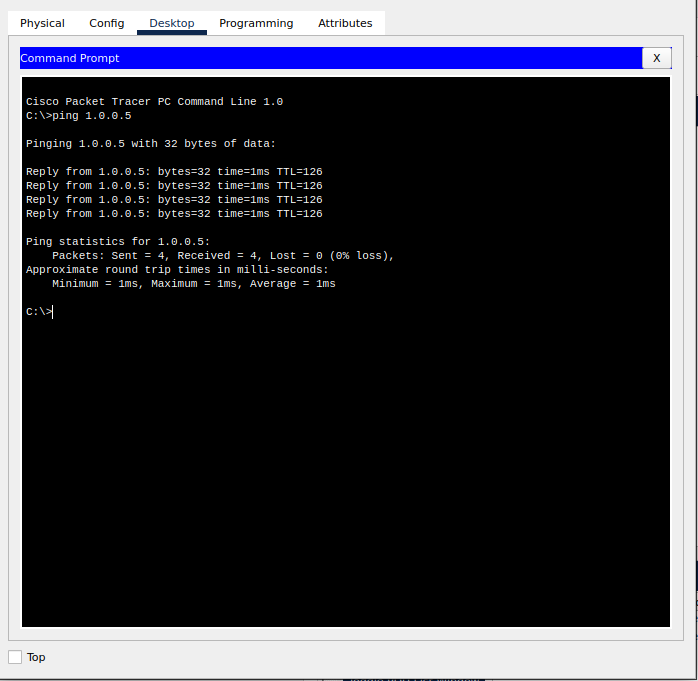 Physical Config Desktop Programming Attributes
Command Prompt X
Cisco Packet Tracer PC Command Line 1.0
C:\>ping 1.0.0.5
Pinging 1.0.0.5 with 32 bytes of data:
Reply from 1.0.0.5: bytes=32 time=1ms TTL=126
Reply from 1.0.0.5: bytes=32 time=1ms TTL=126
Reply from 1.0.0.5: bytes=32 time=1ms TTL=126
Reply from 1.0.0.5: bytes=32 time=1ms TTL=126
Ping statistics for 1.0.0.5:
Packets: Sent = 4, Received = 4, Lost = 0 (0% loss),
Approximate round trip times in milli-seconds:
Minimum = 1ms, Maximum = 1ms, Average = 1ms
C:\>
Top